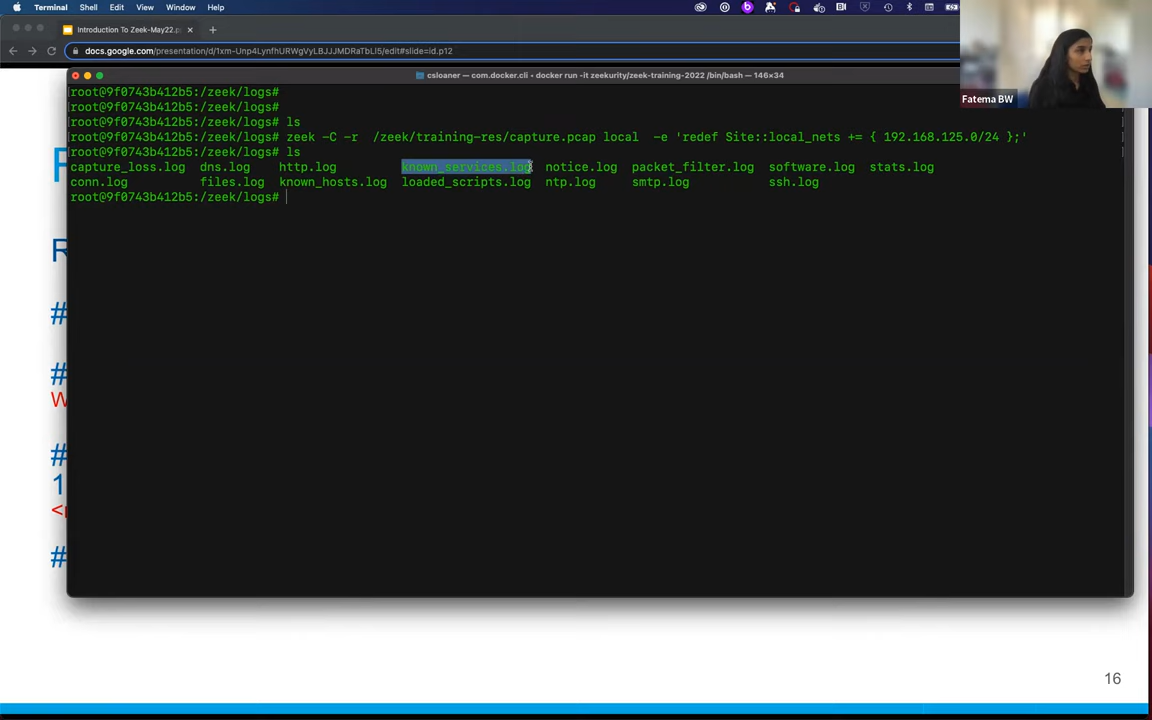 Terminal Shell Edit View Window Help
Introduction To Zeek-May22.p
docs.google.com/presentation/d/1xm-Unp4LynfhURWgVyLBJJJMDRaTbLI5/edit#slide=id.p12
csloaner — com.docker.cli • docker run -it zeekurity/zeek-training-2022 /bin/bash — 146×34
Fatema BW
root@9f0743b412b5:/zeek/logs#
root@9f0743b412b5:/zeek/logs#
root@9f0743b412b5:/zeek/logs# ls
root@9f0743b412b5:/zeek/logs# zeek -C -r  /zeek/training-res/capture.pcap local  -e 'redef Site::local_nets += { 192.168.125.0/24 };'
root@9f0743b412b5:/zeek/logs# ls
capture_loss.log  dns.log    http.log         known_services.log  notice.log  packet_filter.log  software.log  stats.log
conn.log          files.log  known_hosts.log  loaded_scripts.log  ntp.log     smtp.log           ssh.log
root@9f0743b412b5:/zeek/logs#
R
#
#
W
#
1
#
16